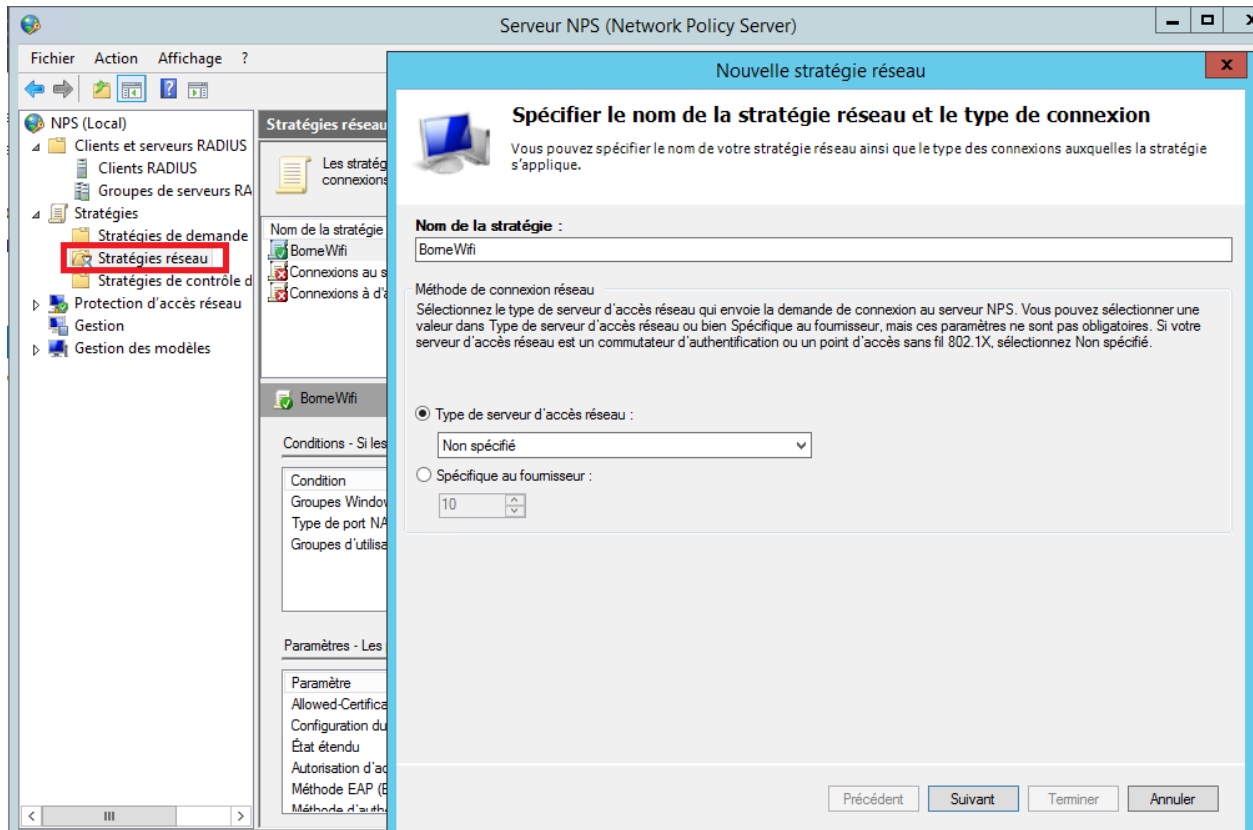 Serveur NPS (Network Policy Server)
Fichier Action Affichage ?
NPS (Local)
Clients et serveurs RADIUS
Clients RADIUS
Groupes de serveurs RA
Stratégies
Stratégies de demande
Stratégies réseau
Stratégies de contrôle d
Protection d'accès réseau
Gestion
Gestion des modèles
Stratégies réseau
Les stratég
connexions
Nom de la stratégie
BorneWifi
Connexions au s
Connexions à d'a
BorneWifi
Conditions - Si les
Condition
Groupes Window
Type de port NA
Groupes d'utilisa
Paramètres - Les
Paramètre
Allowed-Certifica
Configuration du
État étendu
Autorisation d'ac
Méthode EAP (E
Méthode d'authe
Nouvelle stratégie réseau
x
Spécifier le nom de la stratégie réseau et le type de connexion
Vous pouvez spécifier le nom de votre stratégie réseau ainsi que le type des connexions auxquelles la stratégie
s'applique.
Nom de la stratégie :
BorneWifi
Méthode de connexion réseau
Sélectionnez le type de serveur d'accès réseau qui envoie la demande de connexion au serveur NPS. Vous pouvez sélectionner une
valeur dans Type de serveur d'accès réseau ou bien Spécifique au fournisseur, mais ces paramètres ne sont pas obligatoires. Si votre
serveur d'accès réseau est un commutateur d'authentification ou un point d'accès sans fil 802.1X, sélectionnez Non spécifié.
Type de serveur d'accès réseau :
Non spécifié
Spécifique au fournisseur :
10
Précédent Suivant Terminer Annuler